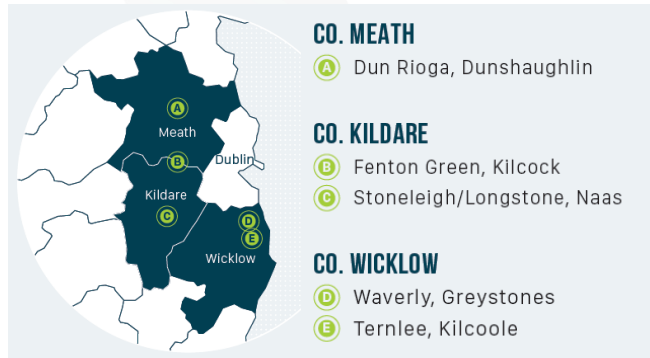 A
Meath
B
Dublin
Kildare
C
D
E
Wicklow
CO. MEATH
A Dun Rioga, Dunshaughlin
CO. KILDARE
B Fenton Green, Kilcock
C Stoneleigh/Longstone, Naas
CO. WICKLOW
D Waverly, Greystones
E Ternlee, Kilcoole